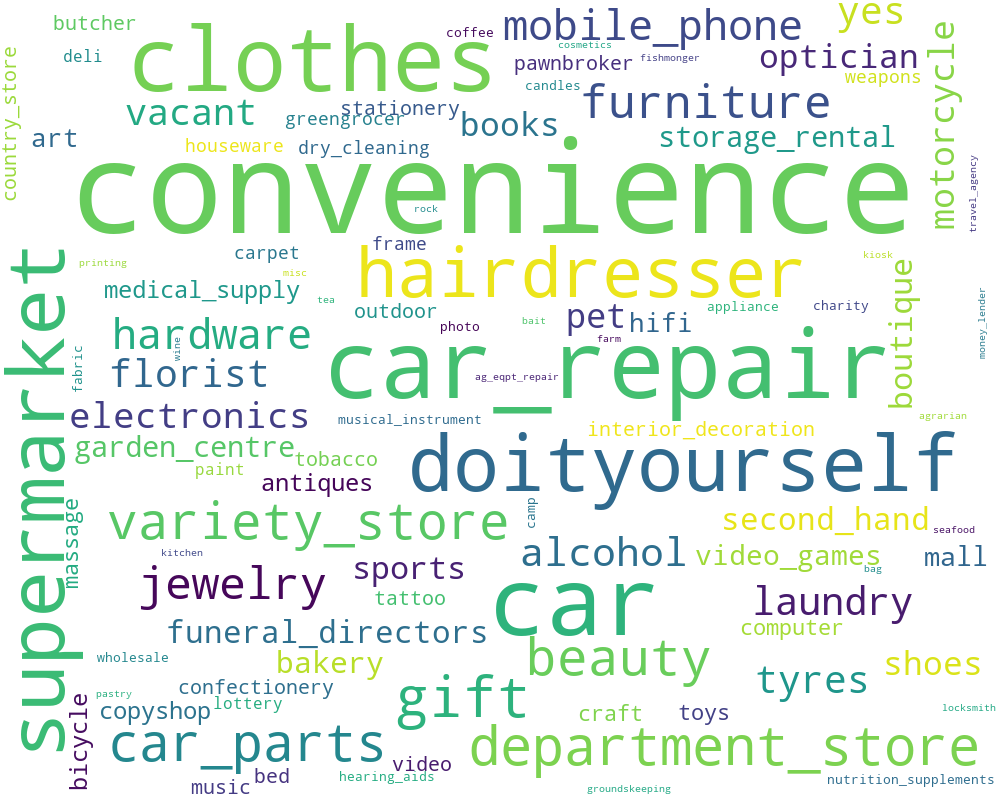 butcher
clothes
coffee
mobile_phone
yes
cosmetics
fishmonger
deli
pawnbroker
optician
candles
weapons
country_store
vacant
stationery
furniture
motorcycle
greengrocer
books
art
houseware
dry_cleaning
storage_rental
convenience
travel_agency
rock
frame
carpet
printing
misc
hairdresser
kiosk
supermarket
medical_supply
tea
outdoor
pet
hifi
appliance
charity
boutique
money_lender
hardware
photo
bait
farm
wine
car_repair
florist
fabric
ag_eqpt_repair
electronics
musical_instrument
interior_decoration
agrarian
garden_centre
tobacco
paint
antiques
doityourself
massage
variety_store
camp
second_hand
seafood
kitchen
alcohol
video_games
mall
jewelry
sports
bag
tattoo
car
laundry
funeral_directors
computer
wholesale
bakery
beauty
shoes
confectionery
tyres
pastry
lottery
gift
bicycle
copyshop
craft
toys
locksmith
car_parts
department_store
video
bed
hearing_aids
music
groundskeeping
nutrition_supplements